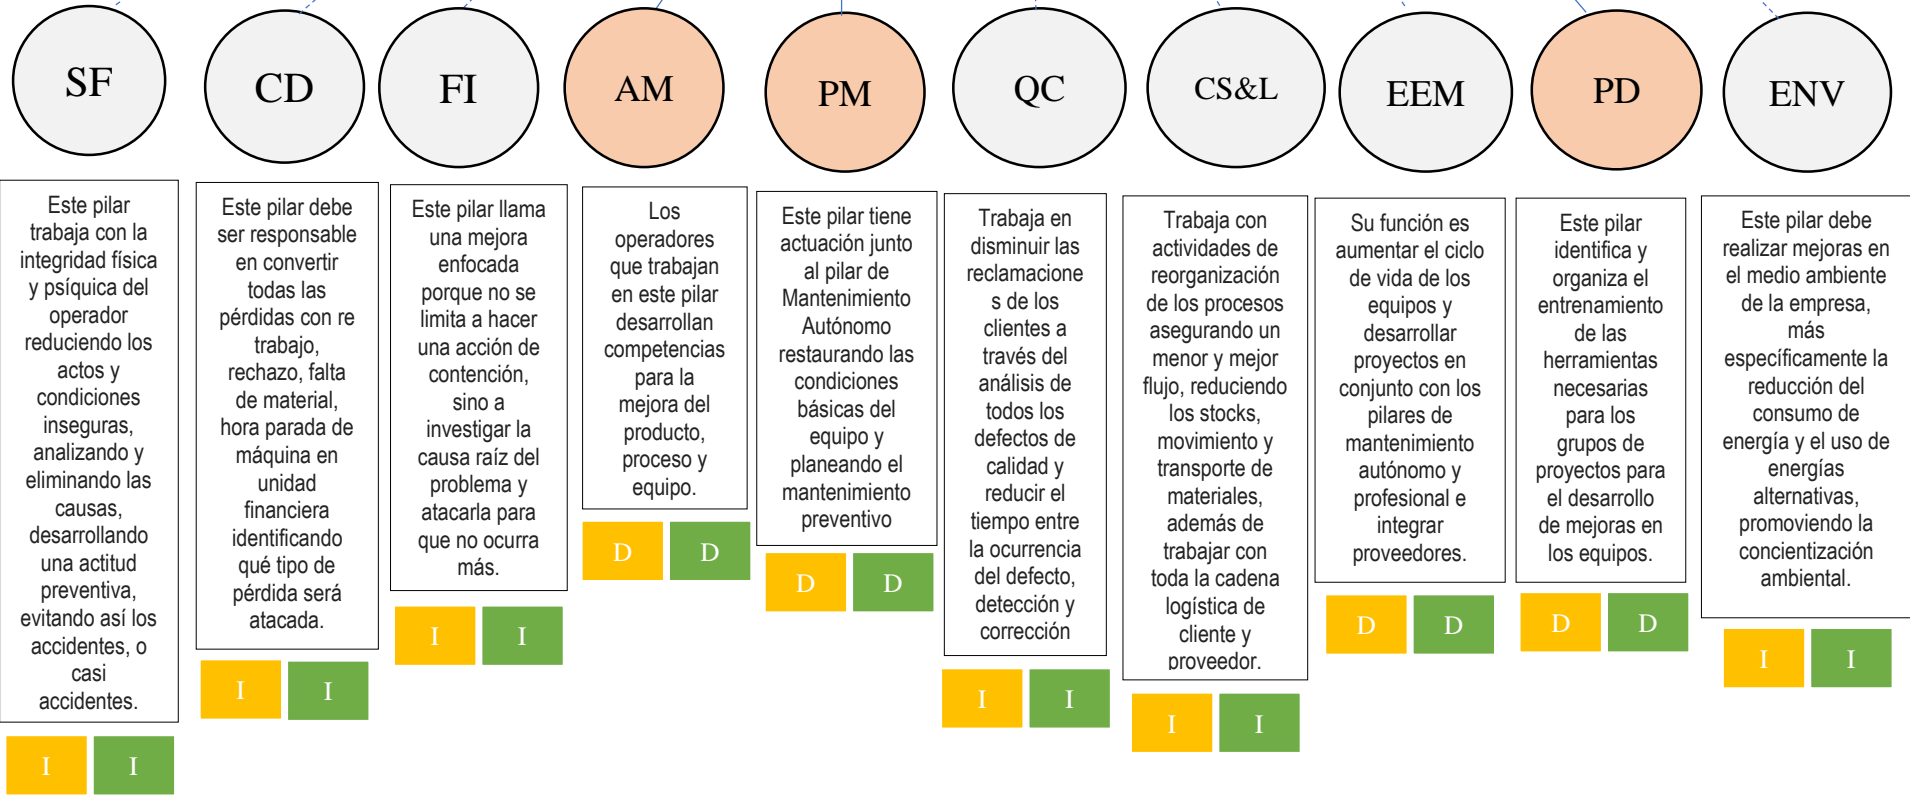 SF
CD
FI
AM
PM
QC
CS&L
EEM
PD
ENV
Este pilar
trabaja con la
integridad física
y psíquica del
operador
reduciendo los
actos y
condiciones
inseguras,
analizando y
eliminando las
causas,
desarrollando
una actitud
preventiva,
evitando así los
accidentes, o
casi
accidentes.
I I
Este pilar debe
ser responsable
en convertir
todas las
pérdidas con re
trabajo,
rechazo, falta
de material,
hora parada de
máquina en
unidad
financiera
identificando
qué tipo de
pérdida será
atacada.
I I
Este pilar llama
una mejora
enfocada
porque no se
limita a hacer
una acción de
contención,
sino a
investigar la
causa raíz del
problema y
atacarla para
que no ocurra
más.
I I
Los
operadores
que trabajan
en este pilar
desarrollan
competencias
para la
mejora del
producto,
proceso y
equipo.
D D
Este pilar tiene
actuación junto
al pilar de
Mantenimiento
Autónomo
restaurando las
condiciones
básicas del
equipo y
planeando el
mantenimiento
preventivo
D D
Trabaja en
disminuir las
reclamacione
s de los
clientes a
través del
análisis de
todos los
defectos de
calidad y
reducir el
tiempo entre
la ocurrencia
del defecto,
detección y
corrección
I I
Trabaja con
actividades de
reorganización
de los procesos
asegurando un
menor y mejor
flujo, reduciendo
los stocks,
movimiento y
transporte de
materiales,
además de
trabajar con
toda la cadena
logística de
cliente y
proveedor.
I I
Su función es
aumentar el ciclo
de vida de los
equipos y
desarrollar
proyectos en
conjunto con los
pilares de
mantenimiento
autónomo y
profesional e
integrar
proveedores.
D D
Este pilar
identifica y
organiza el
entrenamiento
de las
herramientas
necesarias
para los
grupos de
proyectos para
el desarrollo
de mejoras en
los equipos.
D D
Este pilar debe
realizar mejoras en
el medio ambiente
de la empresa,
más
específicamente la
reducción del
consumo de
energía y el uso de
energías
alternativas,
promoviendo la
concientización
ambiental.
I I